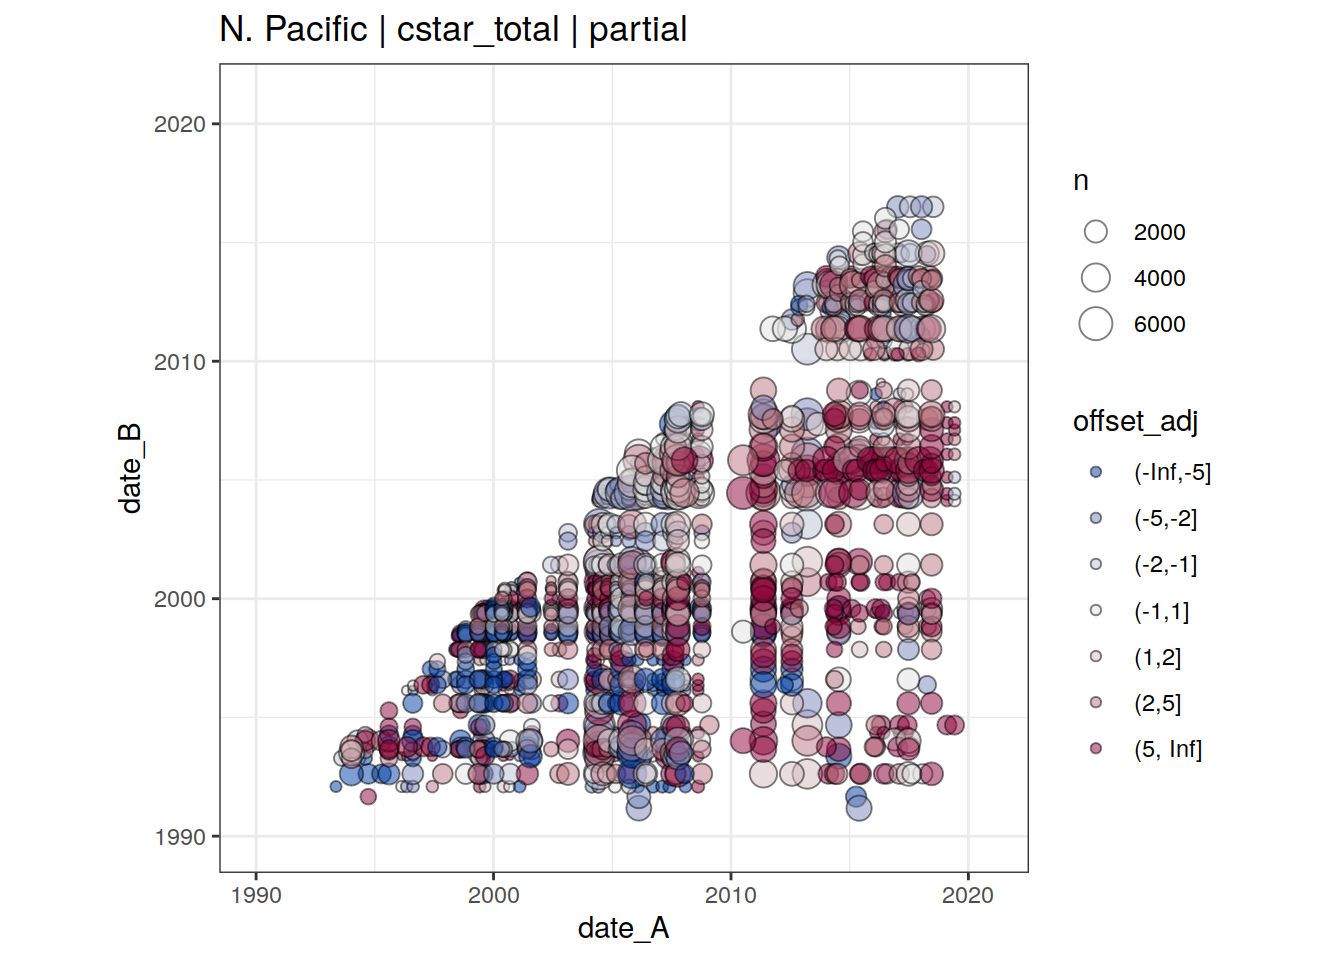 N. Pacific | cstar_total | partial
2020
2010
2000
1990
date_B
1990
2000
2010
2020
date_A
n
2000
4000
6000
offset_adj
(-Inf,-5]
(-5,-2]
(-2,-1]
(-1,1]
(1,2]
(2,5]
(5, Inf]